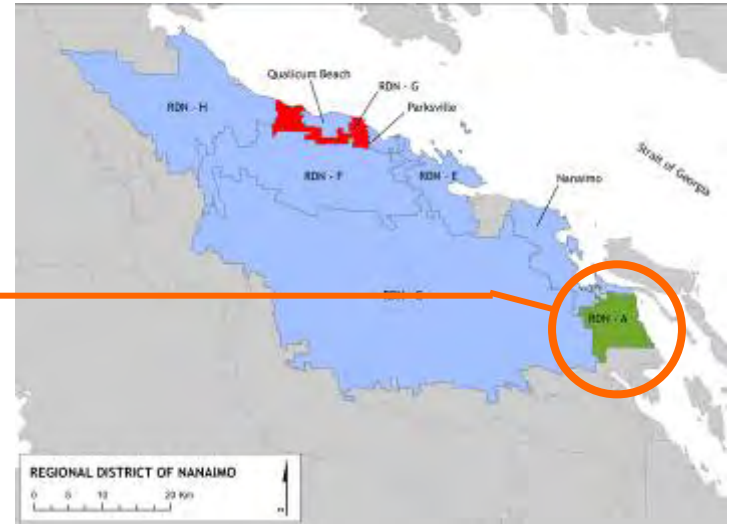 Qualicum Beach
RDN - G
RDN - H
Parksville
Strait of Georgia
RDN - F
RDN - E
Nanaimo
RDN - A
REGIONAL DISTRICT OF NANAIMO
0 5 10 20 Km